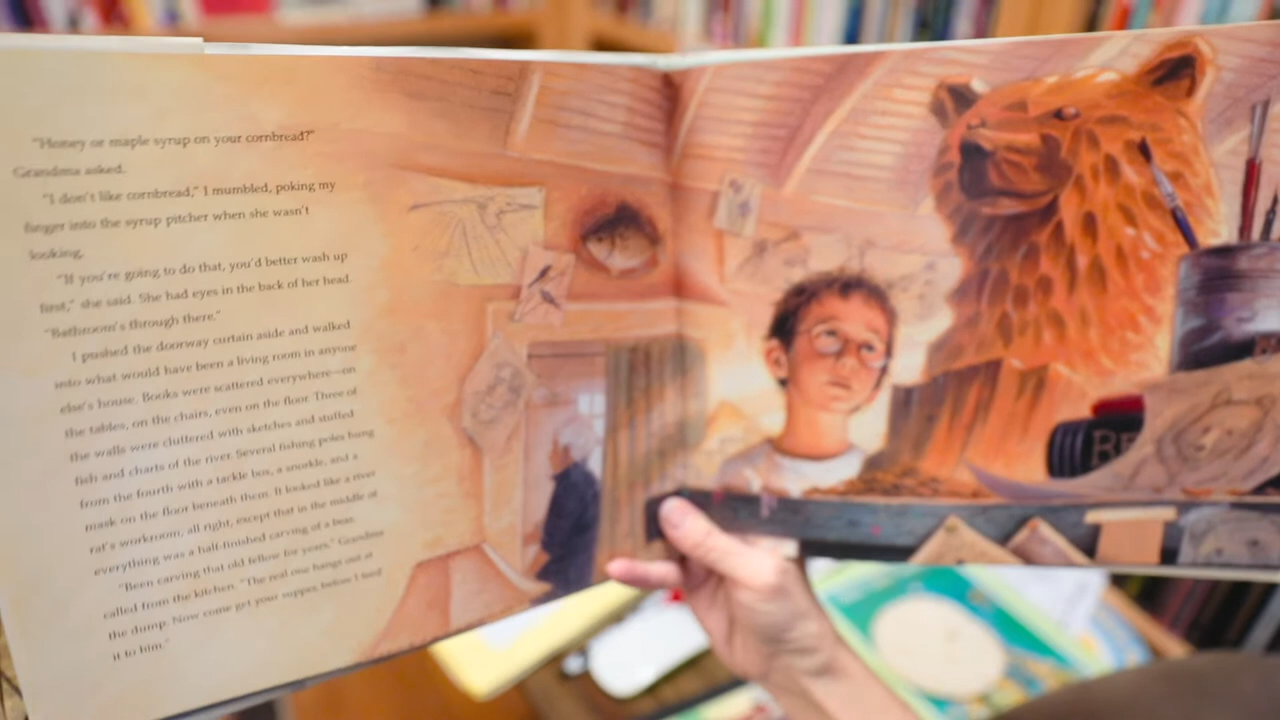 "Honey or maple syrup on your cornbread?"
Grandma asked.
"I don't like cornbread," I mumbled, poking my
finger into the syrup pitcher when she wasn't
looking.
"If you're going to do that, you'd better wash up
first," she said. She had eyes in the back of her head.
"Bathroom's through there."
I pushed the doorway curtain aside and walked
into what would have been a living room in anyone
else's house. Books were scattered everywhere—on
the tables, on the chairs, even on the floor. Three of
the walls were cluttered with sketches and stuffed
fish and charts of the river. Several fishing poles hung
from the fourth with a tackle box, a snorkle, and a
mask on the floor beneath them. It looked like a river
rat's workroom, all right, except that in the middle of
everything was a half-finished carving of a bear.
"Been carving that old fellow for years," Grandma
called from the kitchen. "The real one hangs out at
the dump. Now come get your supper, before I feed
it to him."
RE